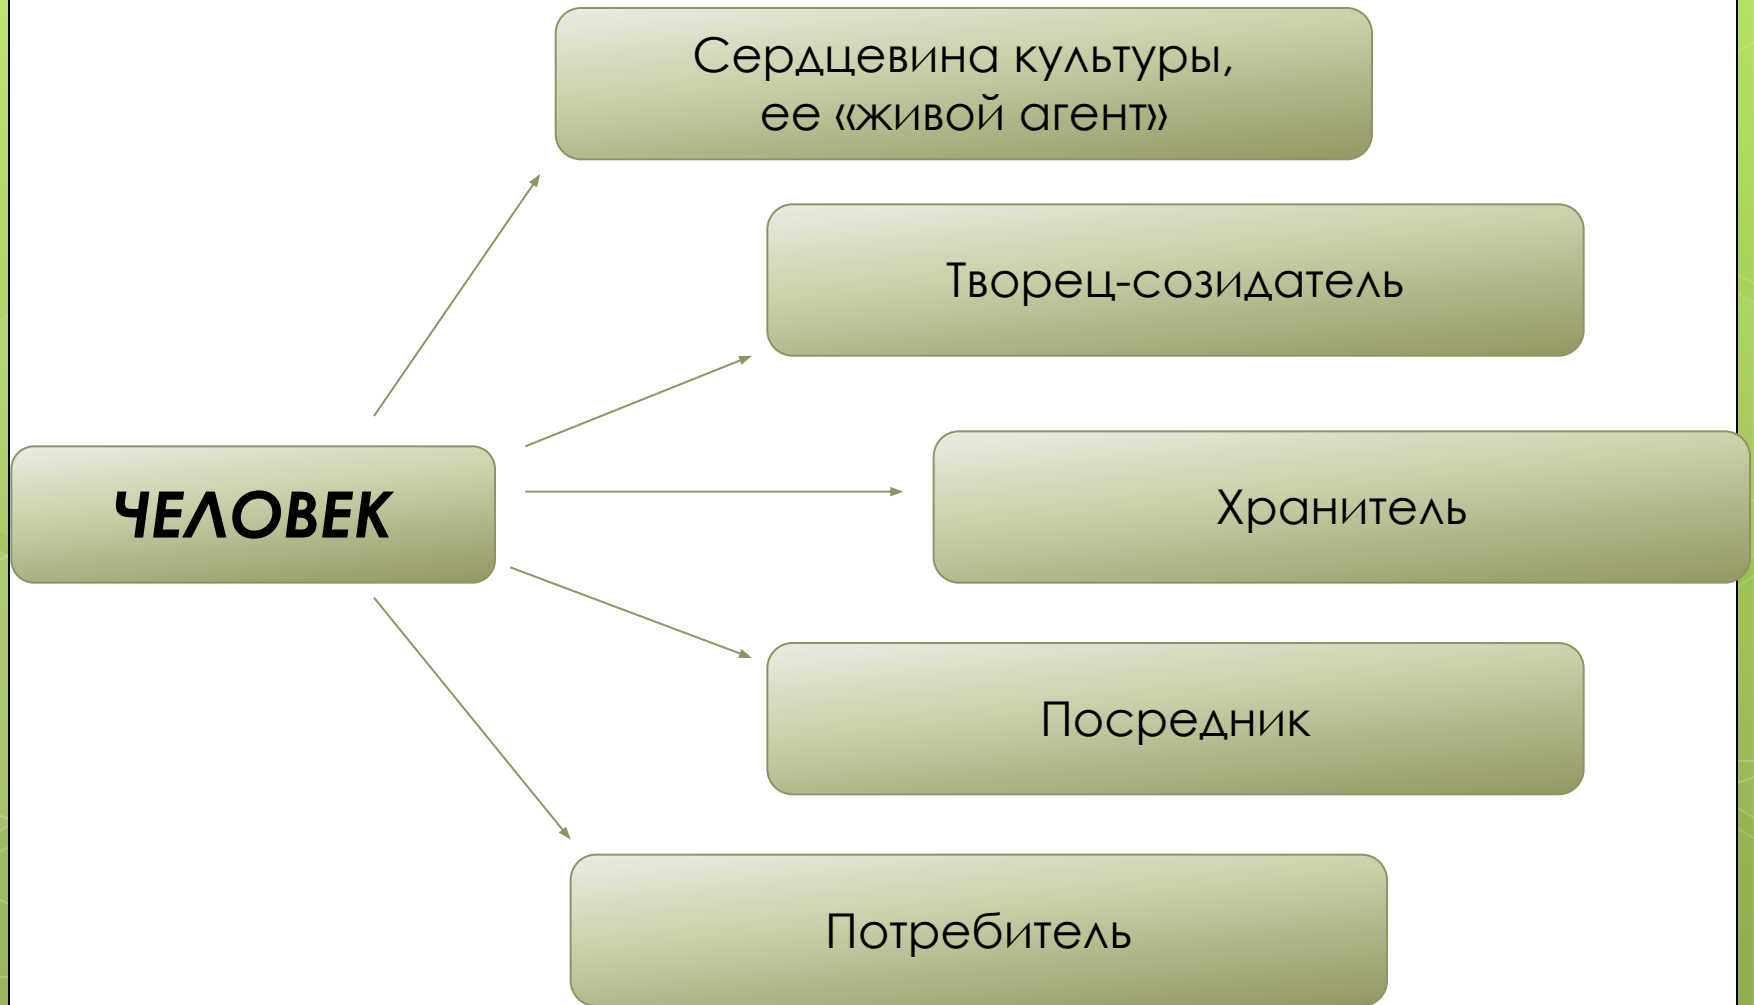 Сердцевина культуры,
ее «живой агент»
Творец-созидатель
ЧЕЛОВЕК
Хранитель
Посредник
Потребитель